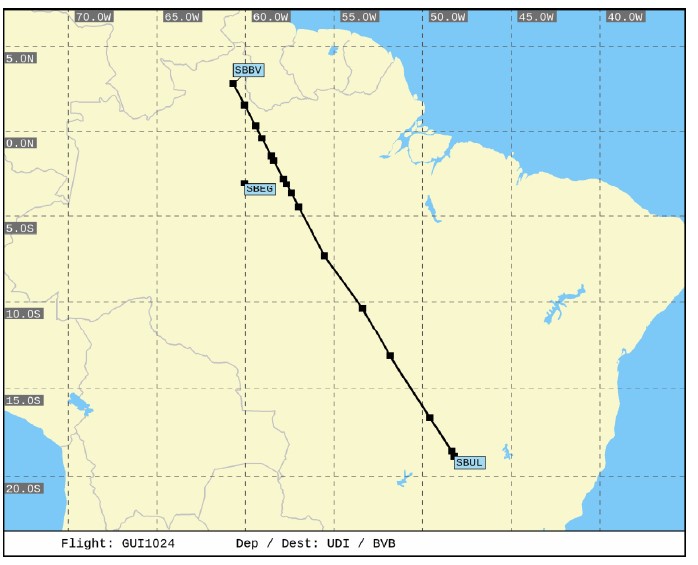 70.0W 65.0W 60.0W 55.0W 50.0W 45.0W 40.0W
5.0N
SBBV
0.0N
SBEG
5.0S
10.0S
15.0S
SBUL
20.0S
Flight: GUI1024 Dep / Dest: UDI / BVB